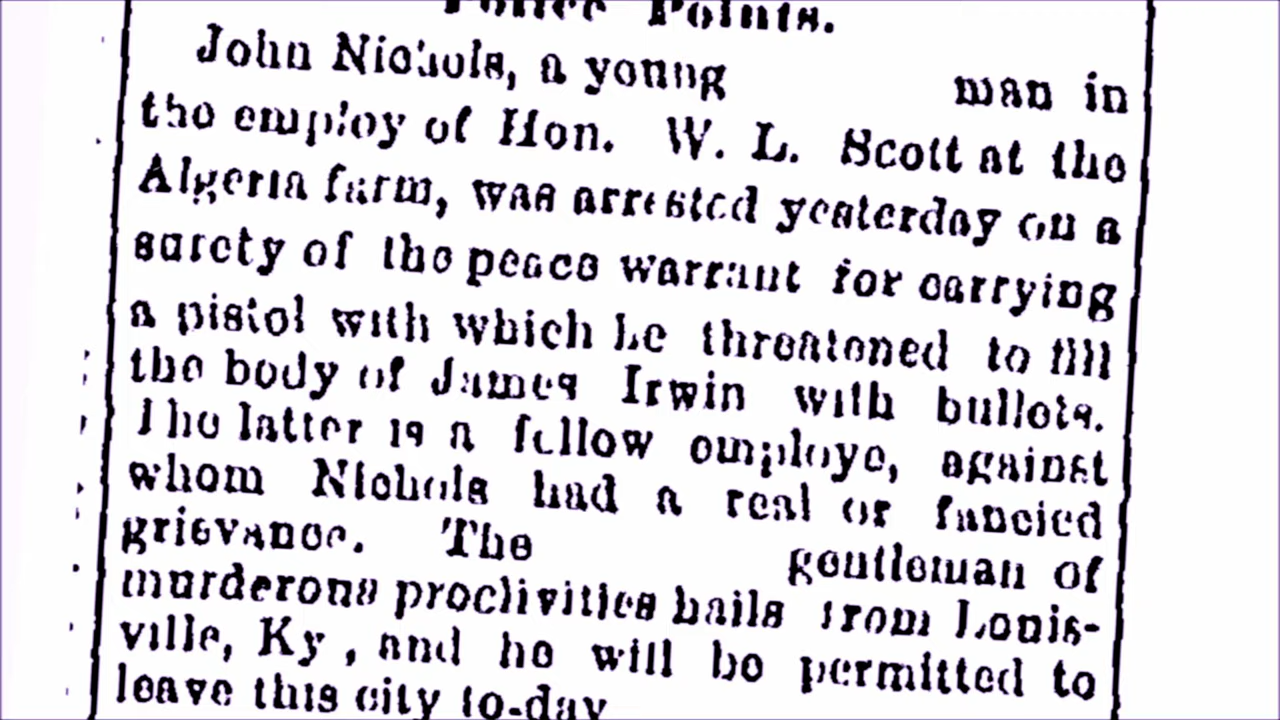 Police Points.
John Nichols, a young man in
the employ of Hon. W. L. Scott at the
Algeria farm, was arrested yesterday on a
surety of the peace warrant for carrying
a pistol with which he threatened to fill
the body of James Irwin with bullets.
The latter is a fellow employe, against
whom Nichols had a real or fancied
grievance. The gentleman of
murderous proclivities hails from Louis-
ville, Ky, and he will be permitted to
leave this city to-day